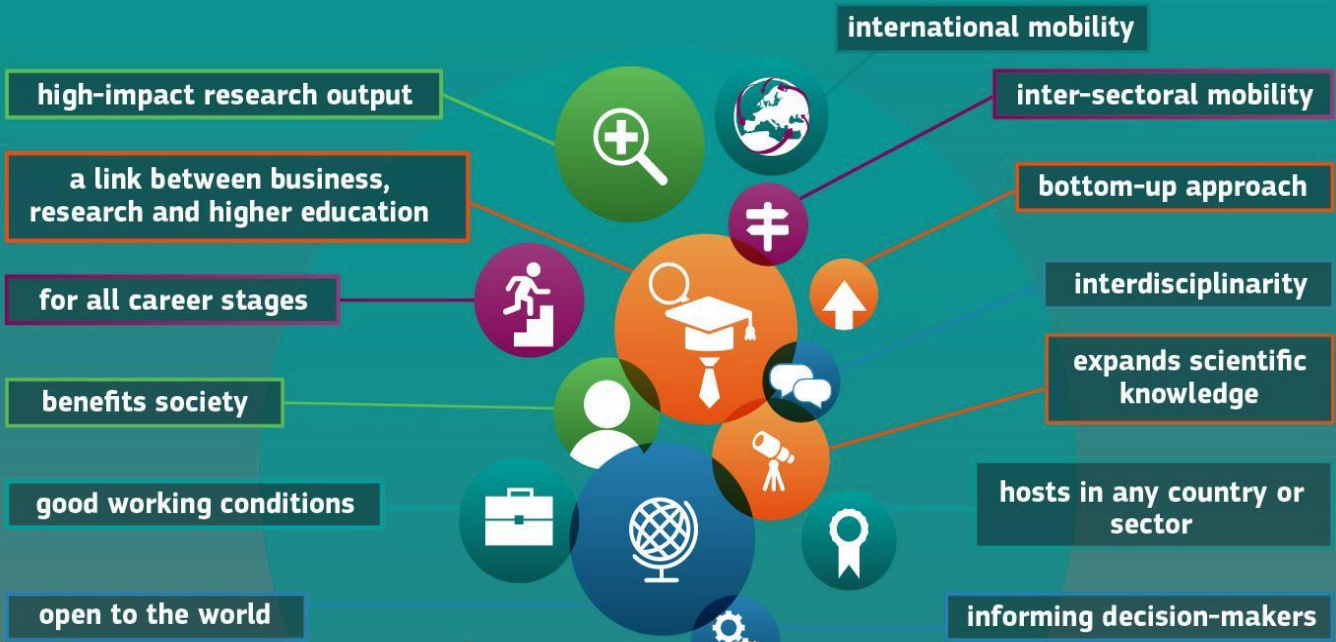 international mobility
high-impact research output
inter-sectoral mobility
a link between business,
research and higher education
bottom-up approach
for all career stages
interdisciplinarity
expands scientific
knowledge
benefits society
good working conditions
hosts in any country or
sector
open to the world
informing decision-makers